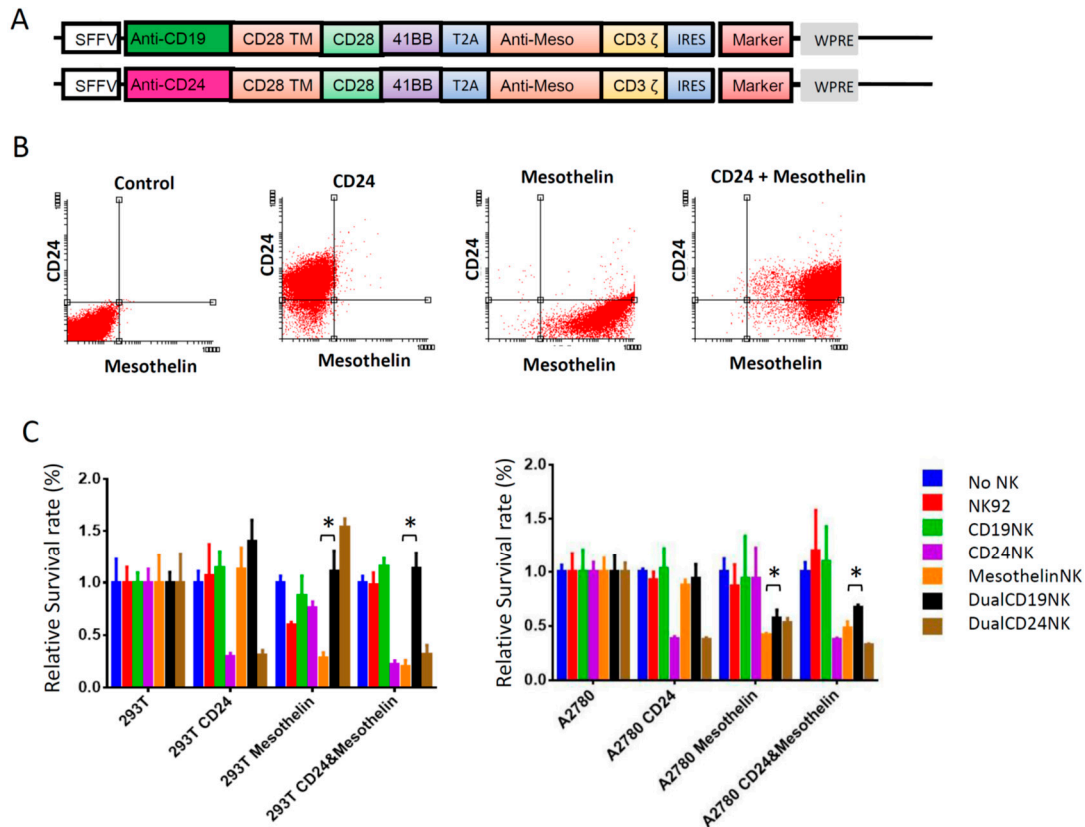 A
SFFV Anti-CD19 CD28 TM CD28 41BB T2A Anti-Meso CD3 ζ IRES Marker WPRE
SFFV Anti-CD24 CD28 TM CD28 41BB T2A Anti-Meso CD3 ζ IRES Marker WPRE
B
Control
CD24
Mesothelin
CD24
Mesothelin
CD24
Mesothelin
CD24
Mesothelin
CD24 + Mesothelin
CD24
Mesothelin
C
Relative Survival rate (%)
2.0
1.5
1.0
0.5
0.0
* *
293T
293T CD24
293T Mesothelin
293T CD24&Mesothelin
Relative Survival rate (%)
2.0
1.5
1.0
0.5
0.0
* *
A2780
A2780 CD24
A2780 Mesothelin
A2780 CD24&Mesothelin
No NK
NK92
CD19NK
CD24NK
MesothelinNK
DualCD19NK
DualCD24NK